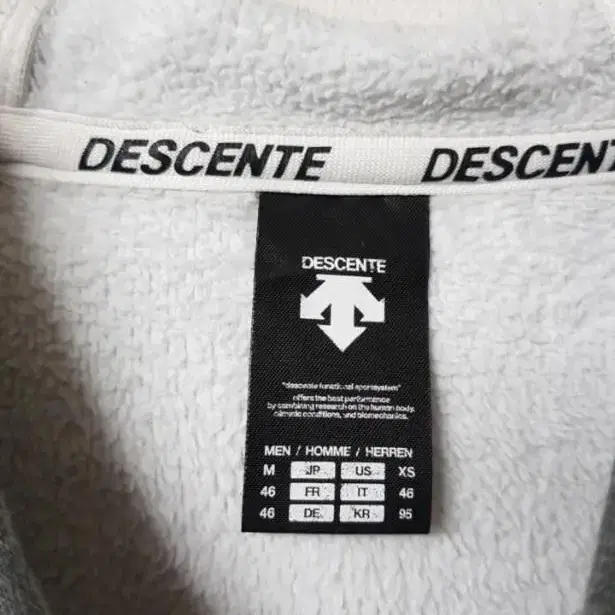 DESCENTE DESCENT
DESCENTE
"descente functional sportsystem"
offers the best performance
by combining research on the human body,
climatic conditions, and biomechanics.
MEN / HOMME / HERREN
M JP US XS
46 FR IT 46
46 DE KR 95